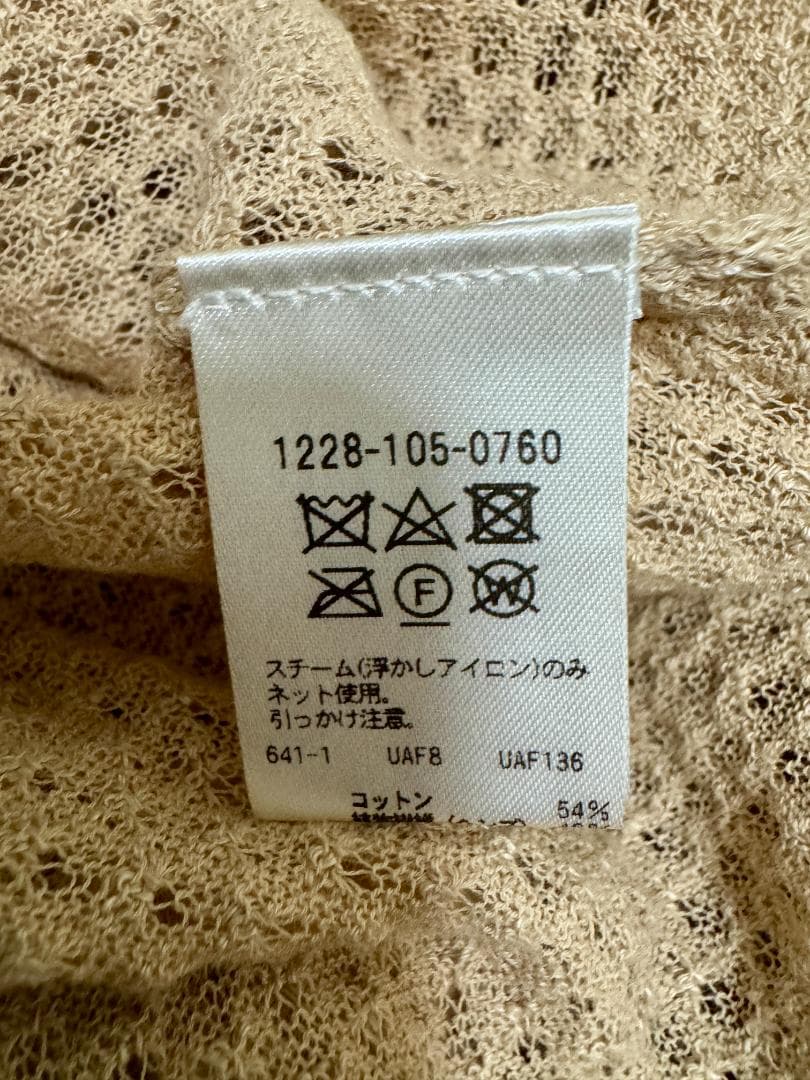 1228-105-0760
F W
スチーム(浮かしアイロン)のみ
ネット使用。
引っかけ注意。
641-1 UAF8 UAF136
コットン 54%